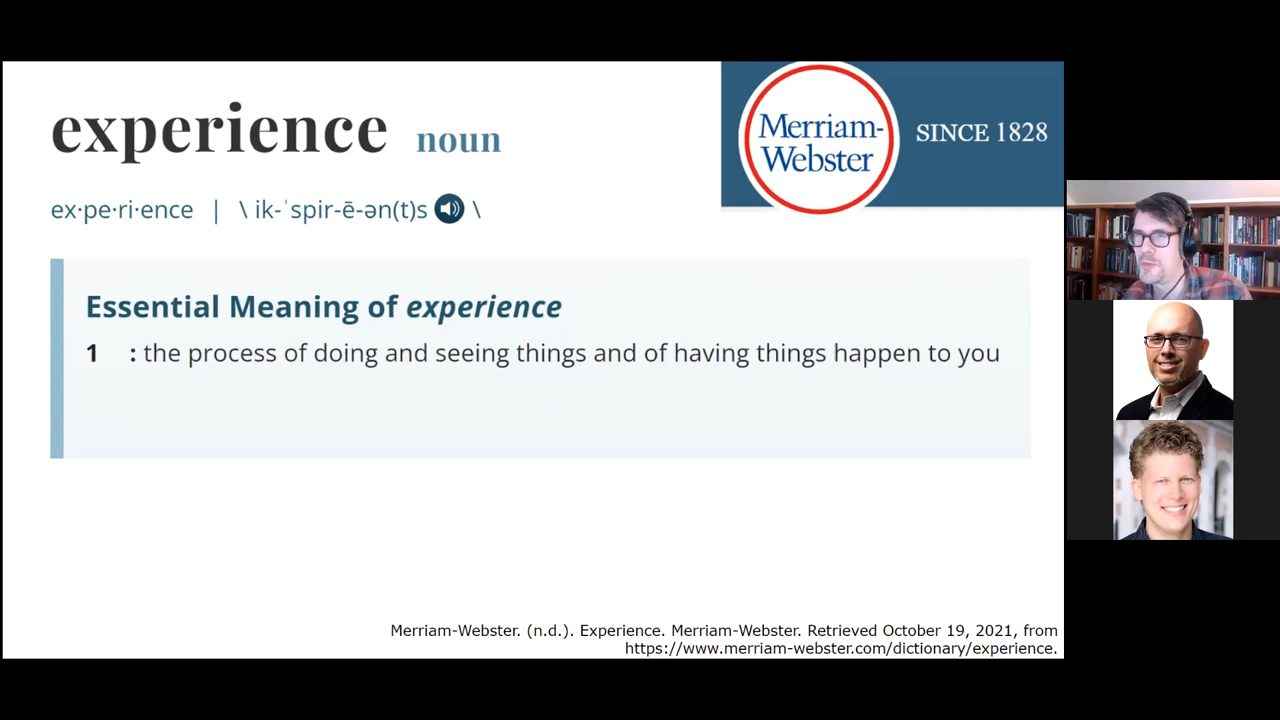 experience noun
Merriam-
Webster
SINCE 1828
ex·pe·ri·ence | \ ik-ˈspir-ē-ən(t)s \
Essential Meaning of experience
1 : the process of doing and seeing things and of having things happen to you
Merriam-Webster. (n.d.). Experience. Merriam-Webster. Retrieved October 19, 2021, from
https://www.merriam-webster.com/dictionary/experience.